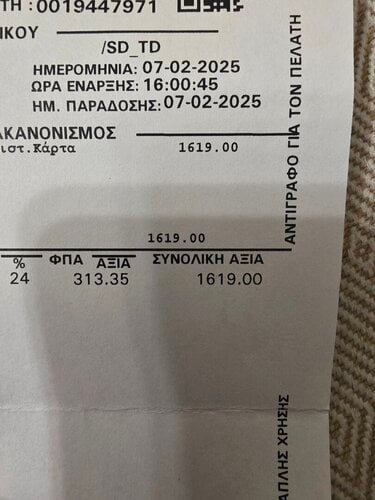 ΤΗ :0019447971
ΙΚΟΥ
/SD_TD
ΗΜΕΡΟΜΗΝΙΑ: 07-02-2025
ΩΡΑ ΕΝΑΡΞΗΣ: 16:00:45
ΗΜ. ΠΑΡΑΔΟΣΗΣ:07-02-2025
ΑΚΑΝΟΝΙΣΜΟΣ
ιστ.Κάρτα 1619.00
1619.00
% ΦΠΑ ΑΞΙΑ ΣΥΝΟΛΙΚΗ ΑΞΙΑ
24 313.35 1619.00
ΑΝΤΙΓΡΑΦΟ ΓΙΑ ΤΟΝ ΠΕΛΑΤΗ
ΑΠΛΗΣ ΧΡΗΣΗΣ